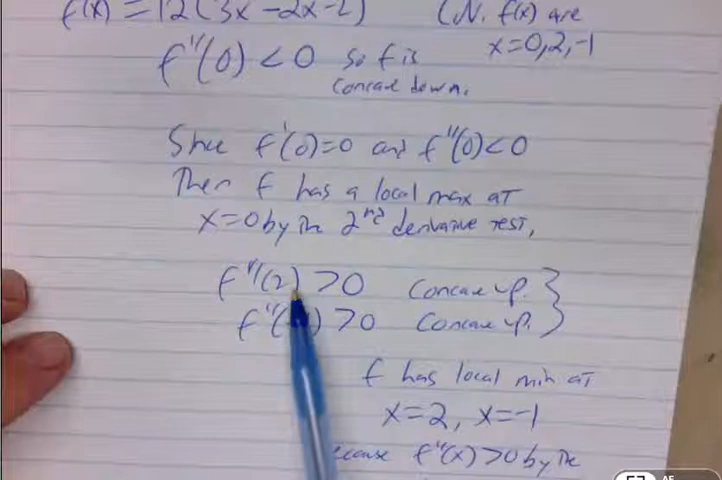 f(x) = 12(3x² - 2x - 2) (N. f(x) are
x=0,2,-1
f''(0) < 0 so f is
concave down.
Since f'(0)=0 and f''(0)<0
Then f has a local max at
x=0 by the 2nd derivative test,
f''(2) > 0 concave up.
f''( ) > 0 concave up.
f has local min at
x=2, x=-1
because f''(x)>0 by the